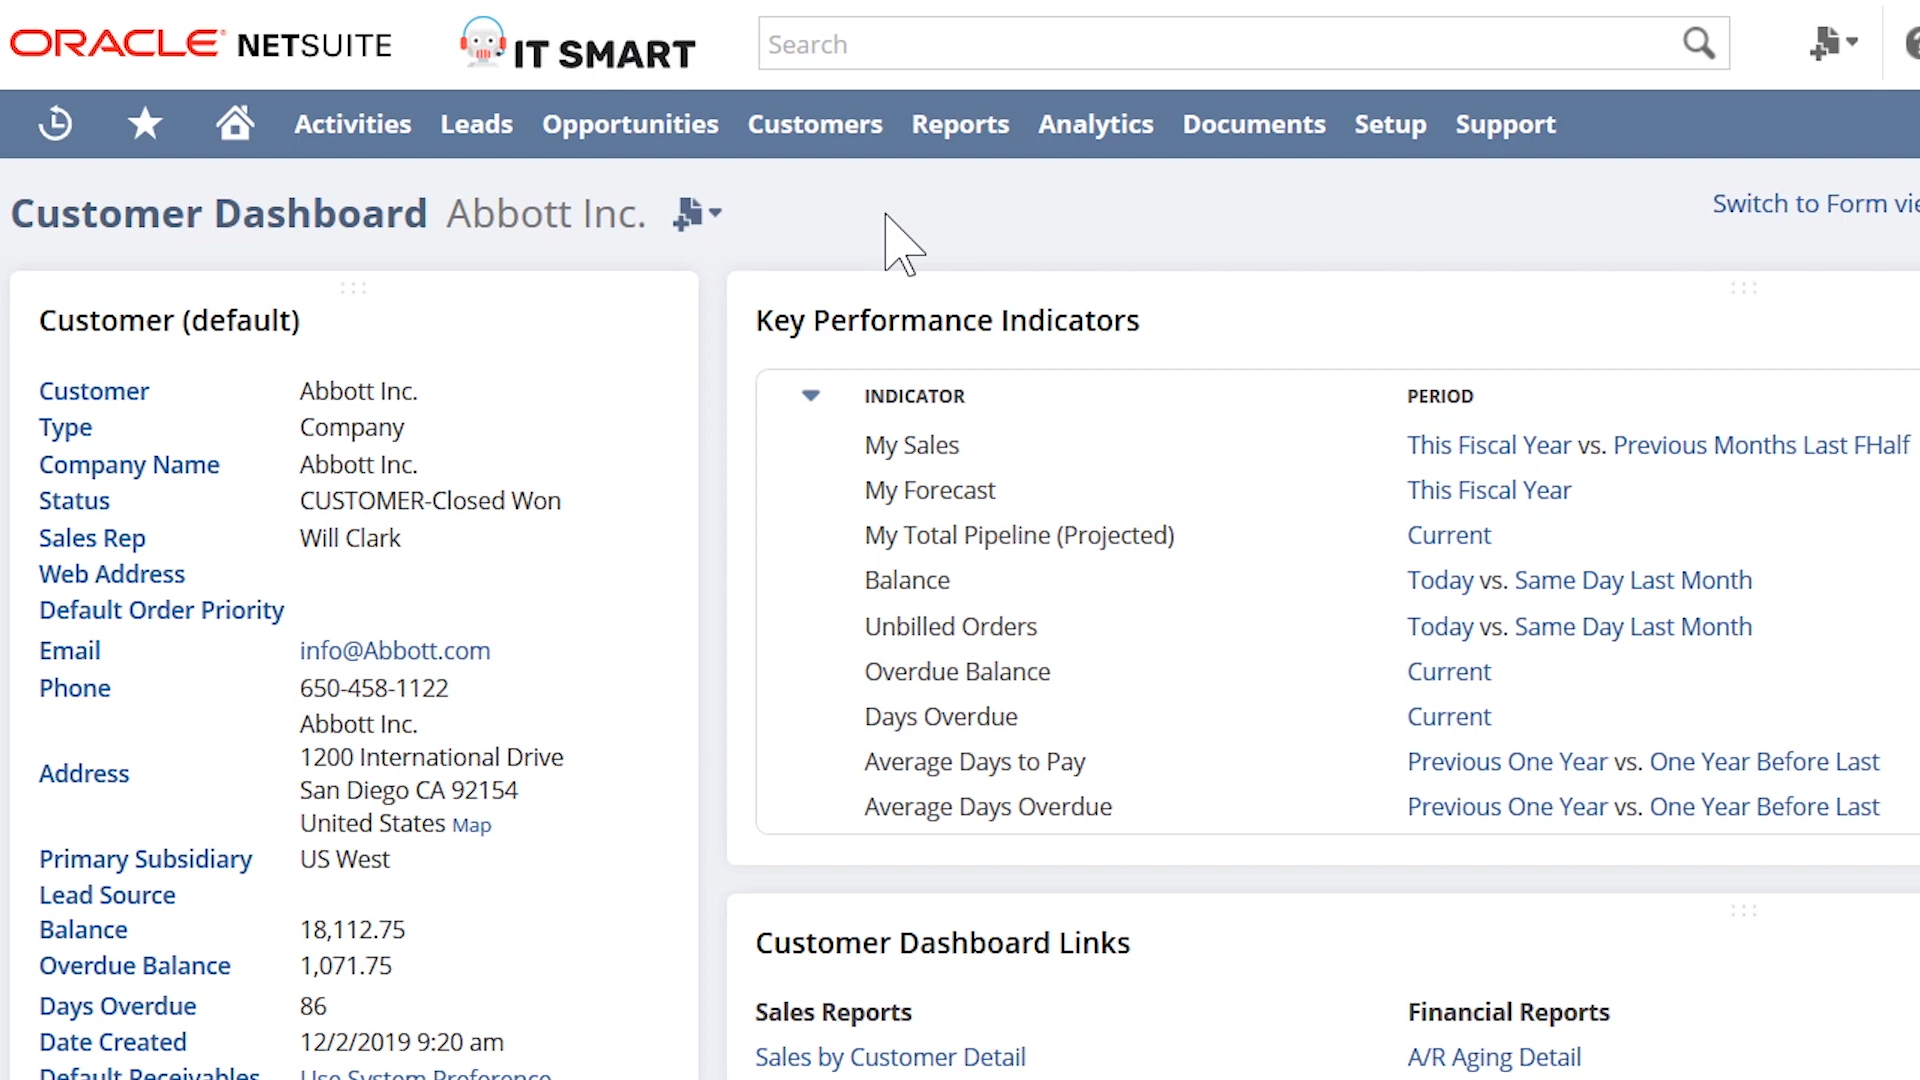 ORACLE NETSUITE
IT SMART
Search
Activities Leads Opportunities Customers Reports Analytics Documents Setup Support
Customer Dashboard Abbott Inc.
Switch to Form vie
Customer (default)
Customer Abbott Inc.
Type Company
Company Name Abbott Inc.
Status CUSTOMER-Closed Won
Sales Rep Will Clark
Web Address
Default Order Priority
Email info@Abbott.com
Phone 650-458-1122
Address Abbott Inc.
1200 International Drive
San Diego CA 92154
United States Map
Primary Subsidiary US West
Lead Source
Balance 18,112.75
Overdue Balance 1,071.75
Days Overdue 86
Date Created 12/2/2019 9:20 am
Default Receivables Use System Preference
Key Performance Indicators
INDICATOR PERIOD
My Sales This Fiscal Year vs. Previous Months Last FHalf
My Forecast This Fiscal Year
My Total Pipeline (Projected) Current
Balance Today vs. Same Day Last Month
Unbilled Orders Today vs. Same Day Last Month
Overdue Balance Current
Days Overdue Current
Average Days to Pay Previous One Year vs. One Year Before Last
Average Days Overdue Previous One Year vs. One Year Before Last
Customer Dashboard Links
Sales Reports Financial Reports
Sales by Customer Detail A/R Aging Detail